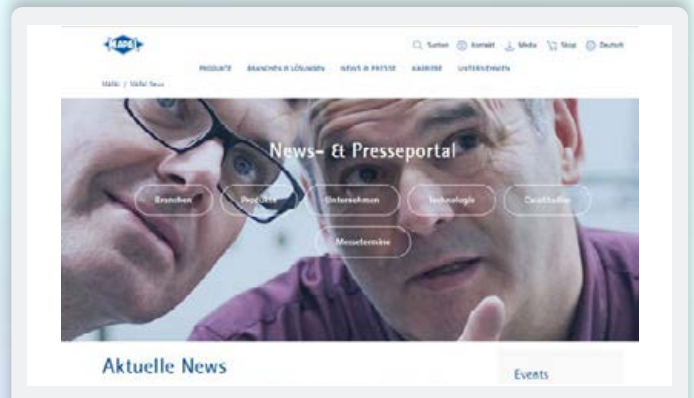 MAFA
Suchen Kontakt Media Shop Deutsch
PRODUKTE BRANCHEN & LÖSUNGEN NEWS & PRESSE KARRIERE UNTERNEHMEN
/
News- & Presseportal
Branchen Produkte Unternehmen Technologie
Messetermine
Aktuelle News
Events